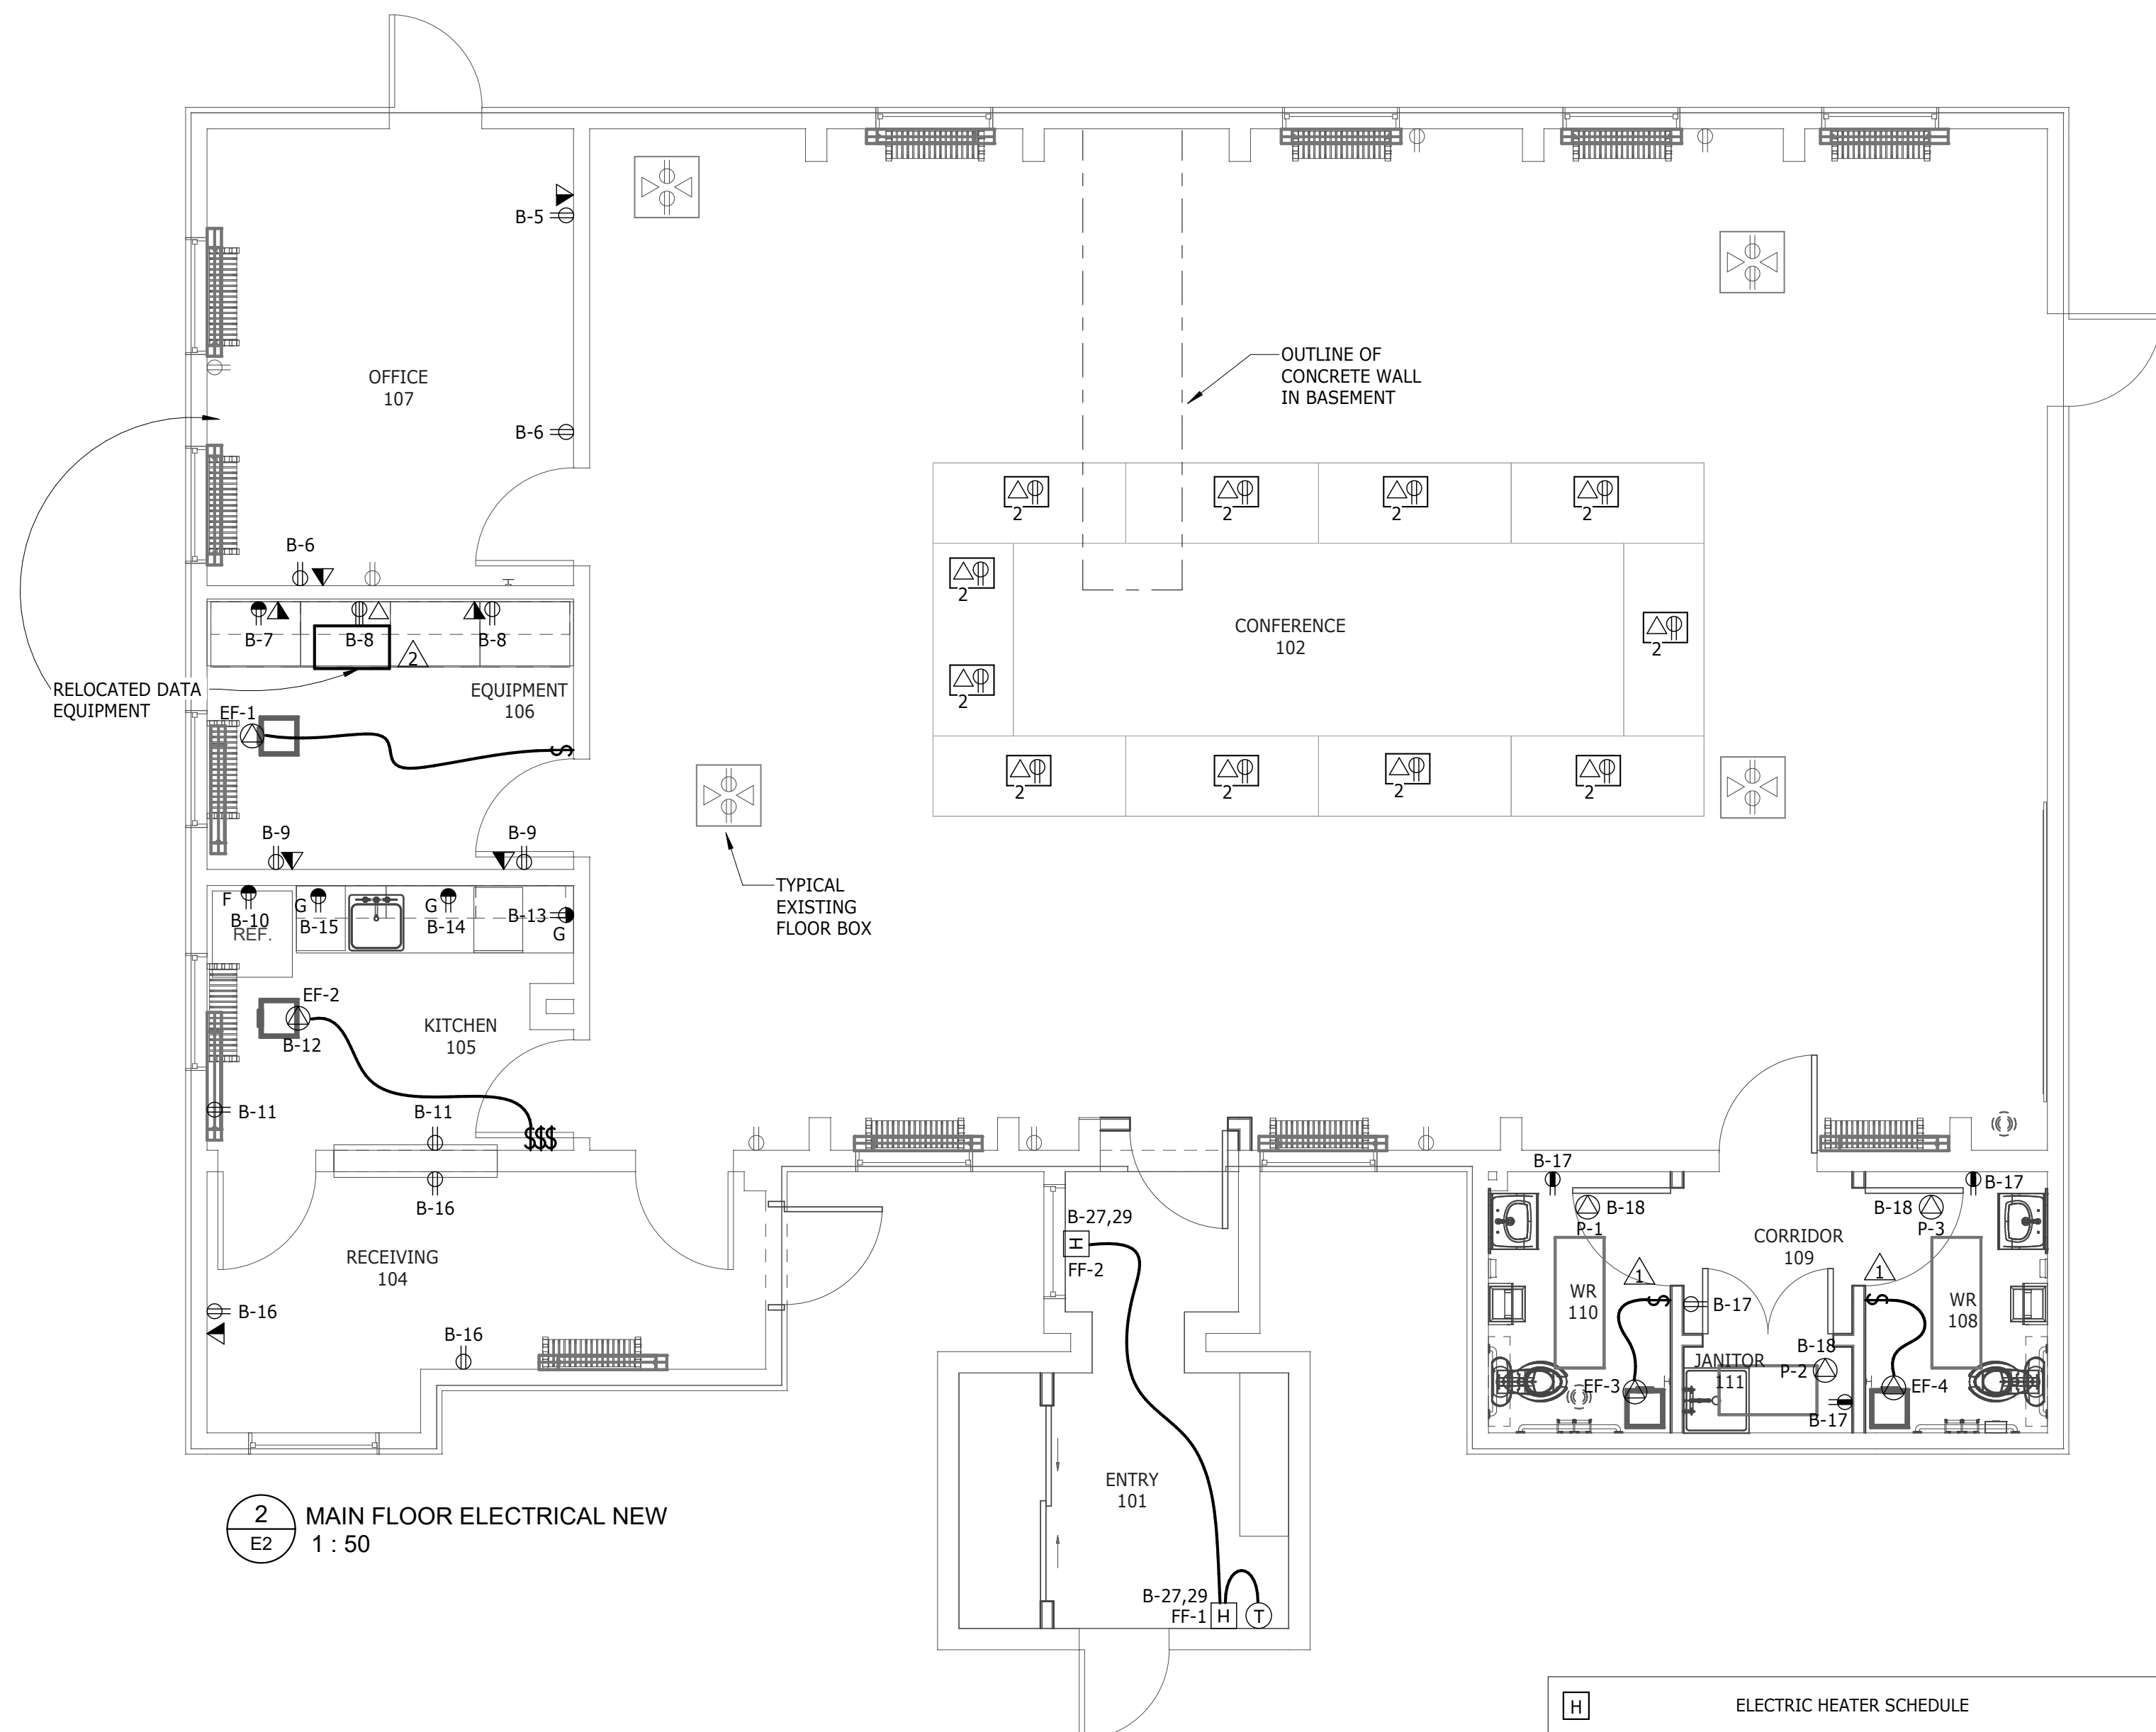 B-5
OUTLINE OF
CONCRETE WALL
IN BASEMENT
OFFICE
107
B-6
B-6
2
2
2
2
2
2
2
CONFERENCE
102
2
2
2
2
B-7
B-8
B-8
2
RELOCATED DATA
EQUIPMENT
EQUIPMENT
106
EF-1
$
B-9
B-9
TYPICAL
EXISTING
FLOOR BOX
F
B-10
REF.
G
B-15
G
B-14
B-13
G
EF-2
B-12
KITCHEN
105
B-11
B-11
$$$
B-16
RECEIVING
104
B-16
B-16
B-27,29
H
FF-2
B-17
B-18
P-1
B-17
B-18
P-3
CORRIDOR
109
1
1
WR
110
$
B-17
$
WR
108
B-18
JANITOR
111
P-2
EF-3
EF-4
B-17
ENTRY
101
B-27,29
FF-1
H
T
2
E2
MAIN FLOOR ELECTRICAL NEW
1 : 50
H
ELECTRIC HEATER SCHEDULE